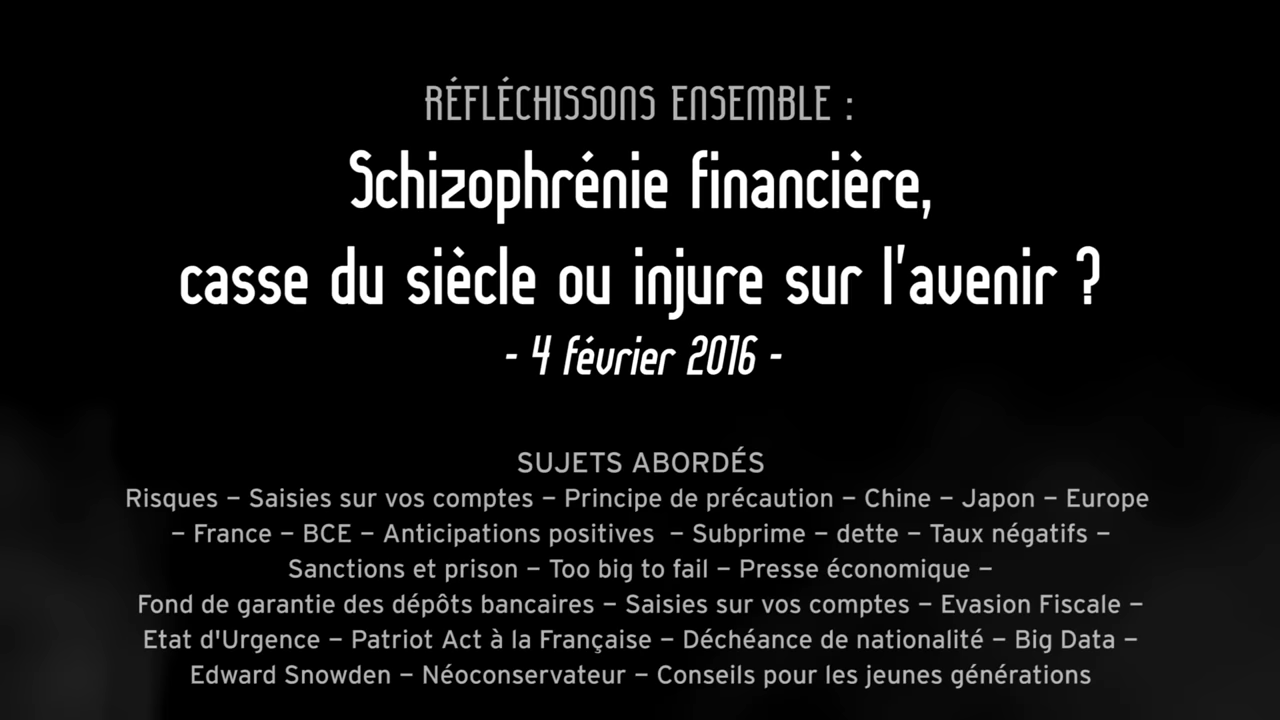 RÉFLÉCHISSONS ENSEMBLE :
Schizophrénie financière,
casse du siècle ou injure sur l'avenir ?
- 4 février 2016 -
SUJETS ABORDÉS
Risques – Saisies sur vos comptes – Principe de précaution – Chine – Japon – Europe
– France – BCE – Anticipations positives – Subprime – dette – Taux négatifs –
Sanctions et prison – Too big to fail – Presse économique –
Fond de garantie des dépôts bancaires – Saisies sur vos comptes – Evasion Fiscale –
Etat d'Urgence – Patriot Act à la Française – Déchéance de nationalité – Big Data –
Edward Snowden – Néoconservateur – Conseils pour les jeunes générations